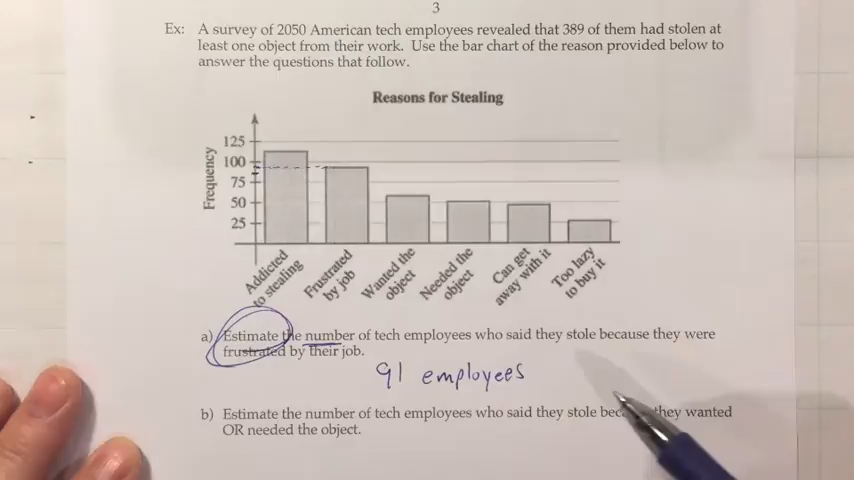 3
Ex: A survey of 2050 American tech employees revealed that 389 of them had stolen at
least one object from their work. Use the bar chart of the reason provided below to
answer the questions that follow.
Reasons for Stealing
Frequency
125
100
75
50
25
Addicted
to stealing
Frustrated
by job
Wanted the
object
Needed the
object
Can get
away with it
Too lazy
to buy it
a) Estimate the number of tech employees who said they stole because they were
frustrated by their job.
91 employees
b) Estimate the number of tech employees who said they stole they wanted
OR needed the object.